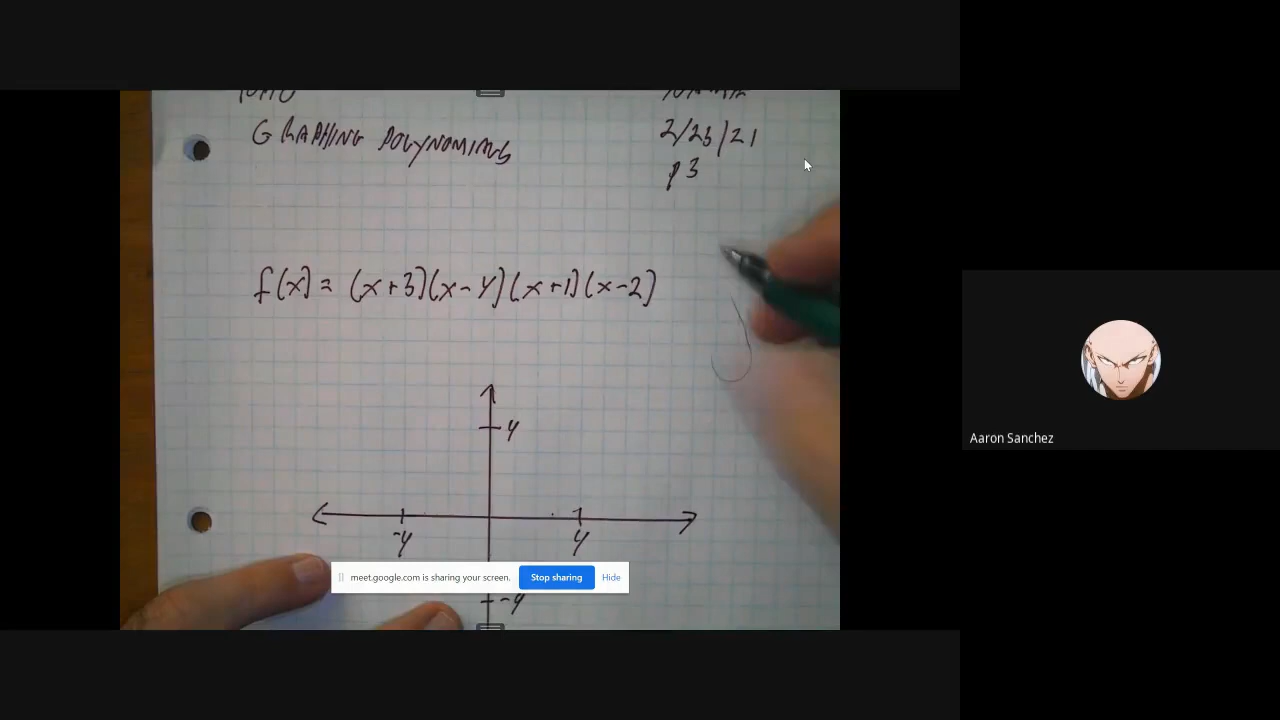 GRAPHING POLYNOMIALS
2/23/21
p3
f(x) = (x+3)(x-4)(x+1)(x-2)
4
-4
4
meet.google.com is sharing your screen. Stop sharing Hide
-4
Aaron Sanchez